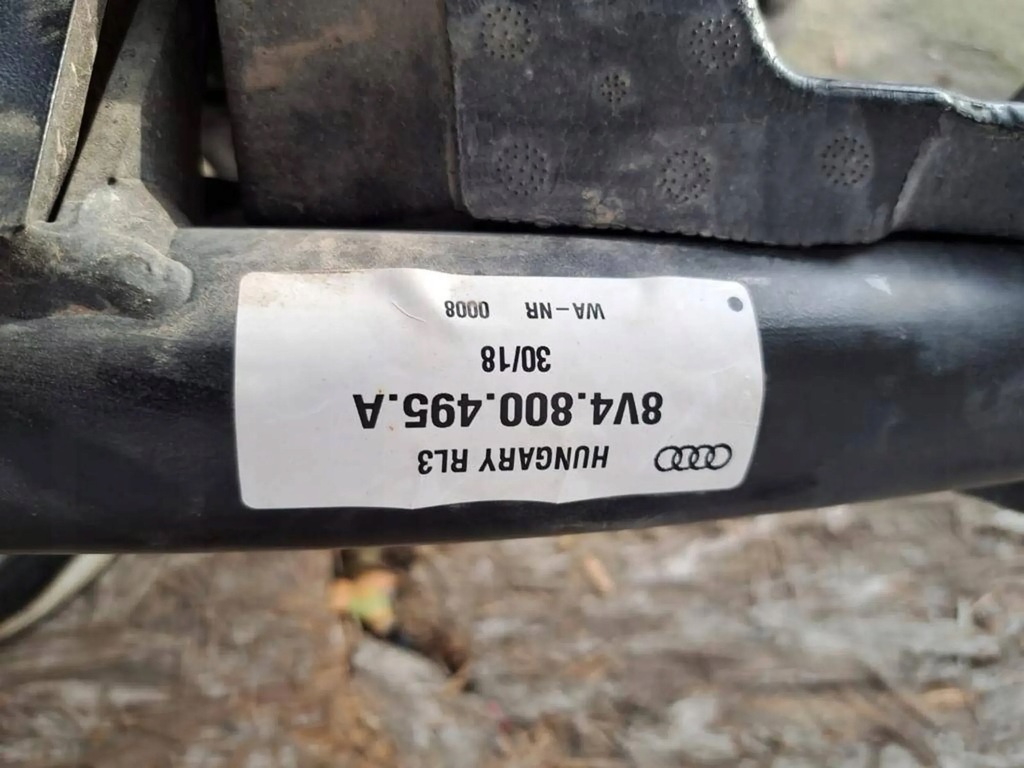 HUNGARY RL3
8V4.800.495.A
30/18
WA-NR 0008